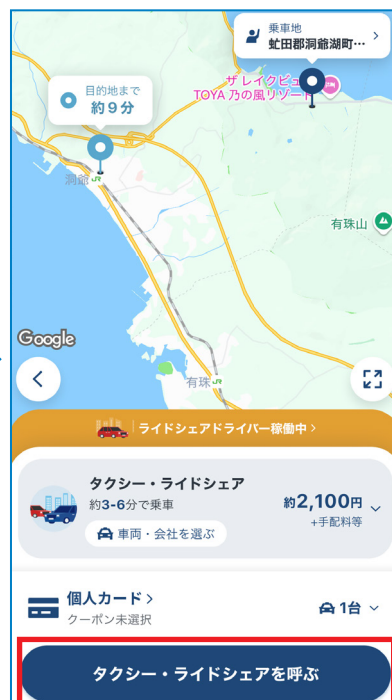 乗車地
虻田郡洞爺湖町…
目的地まで
約9分
ザ レイクビュー
TOYA 乃の風リゾート
洞爺
JR
有珠山
Google
有珠
JR
ライドシェアドライバー稼働中
タクシー・ライドシェア
約3-6分で乗車
約2,100円
+手配料等
車両・会社を選ぶ
個人カード
クーポン未選択
1台
タクシー・ライドシェアを呼ぶ